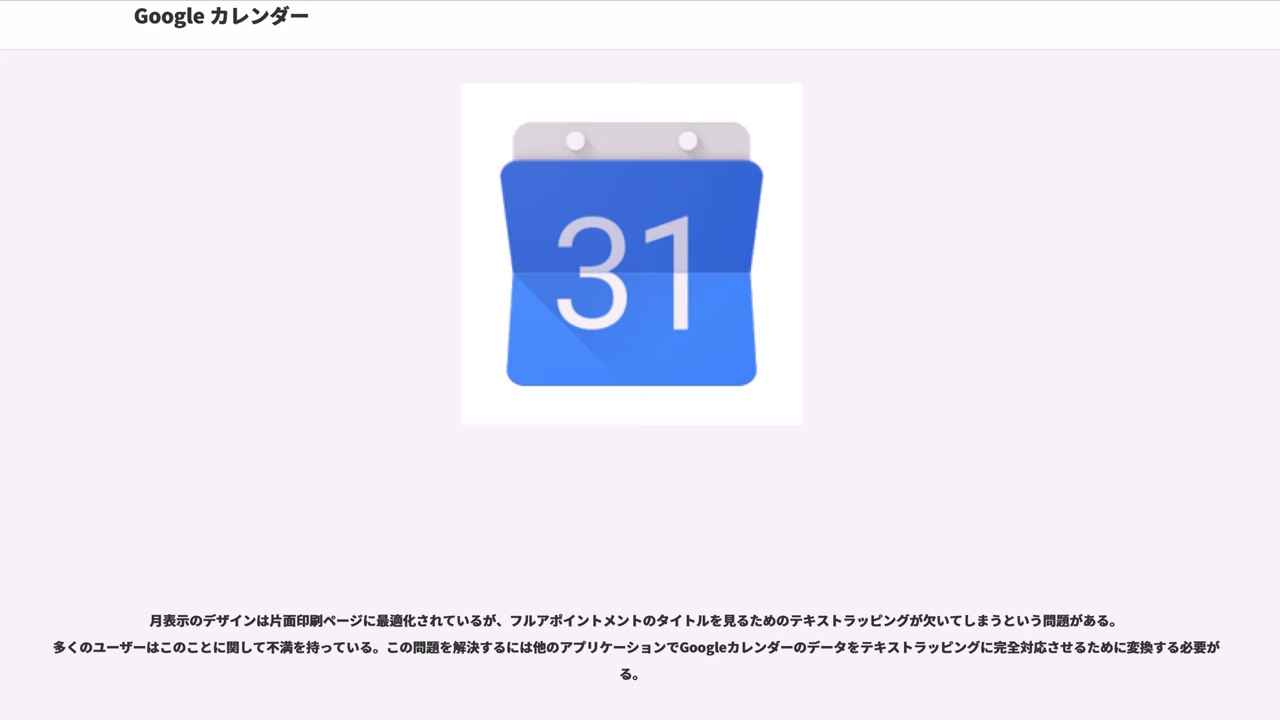 Google カレンダー
31
月表示のデザインは片面印刷ページに最適化されているが、フルアポイントメントのタイトルを見るためのテキストラッピングが欠いてしまうという問題がある。
多くのユーザーはこのことに関して不満を持っている。この問題を解決するには他のアプリケーションでGoogleカレンダーのデータをテキストラッピングに完全対応させるために変換する必要が
る。